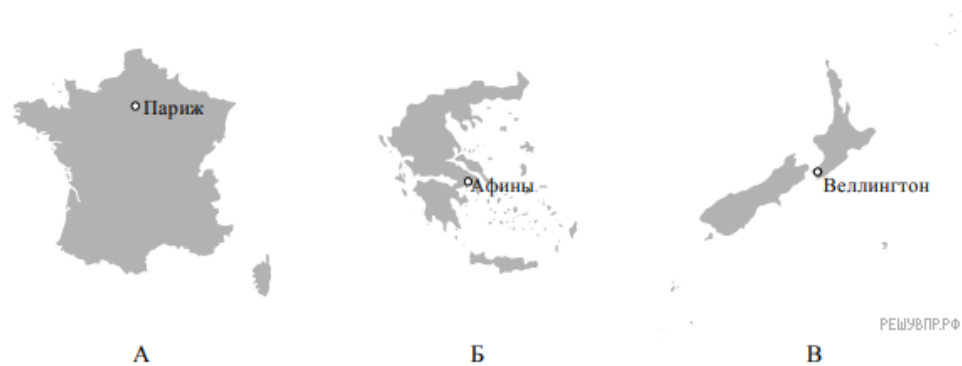 Париж
Афины
Веллингтон
РЕШУВПР.РФ
А
Б
В